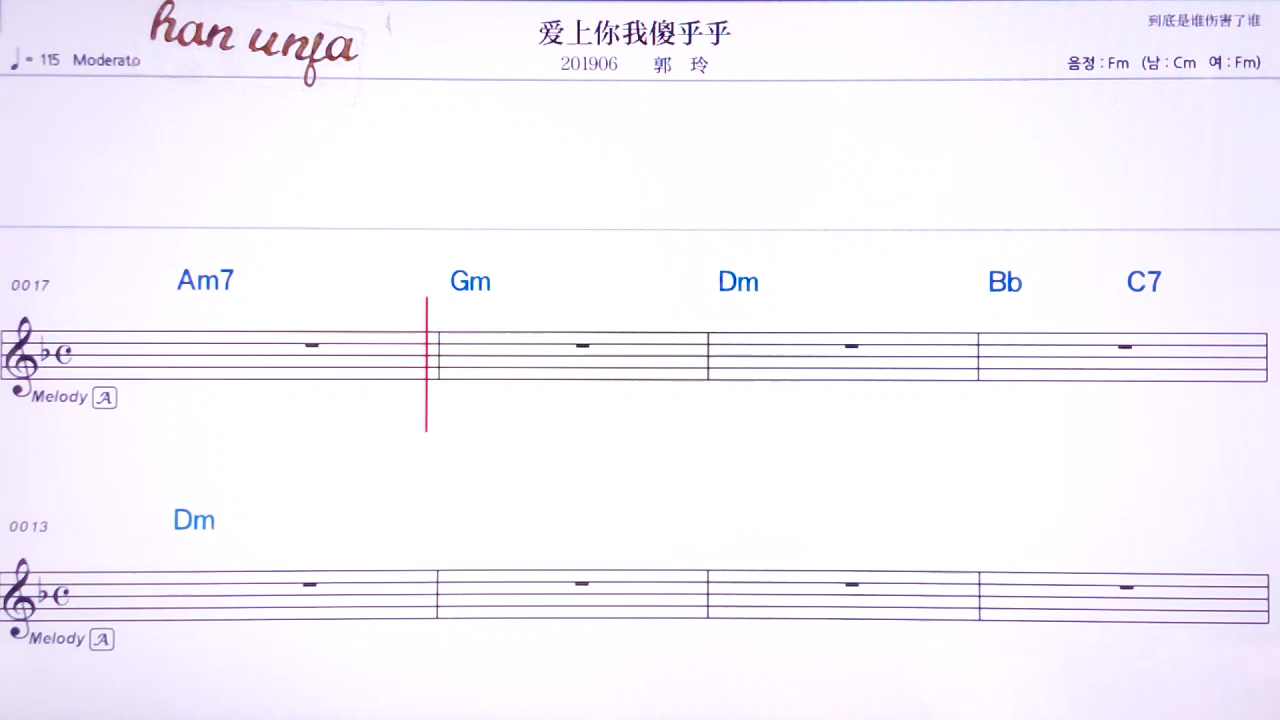 han unja
爱上你我傻乎乎
到底是谁伤害了谁
♩= 115 Moderato
201906 郭 玲
음정 : Fm (남 : Cm 여 : Fm)
0017 Am7 Gm Dm Bb C7
Melody A
0013 Dm
Melody A